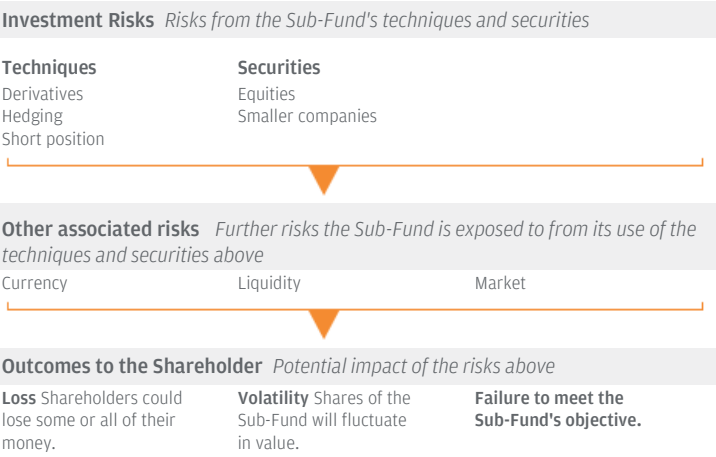 Investment Risks Risks from the Sub-Fund's techniques and securities
Techniques
Derivatives
Hedging
Short position
Securities
Equities
Smaller companies
Other associated risks Further risks the Sub-Fund is exposed to from its use of the
techniques and securities above
Currency
Liquidity
Market
Outcomes to the Shareholder Potential impact of the risks above
Loss Shareholders could
lose some or all of their
money.
Volatility Shares of the
Sub-Fund will fluctuate
in value.
Failure to meet the
Sub-Fund's objective.